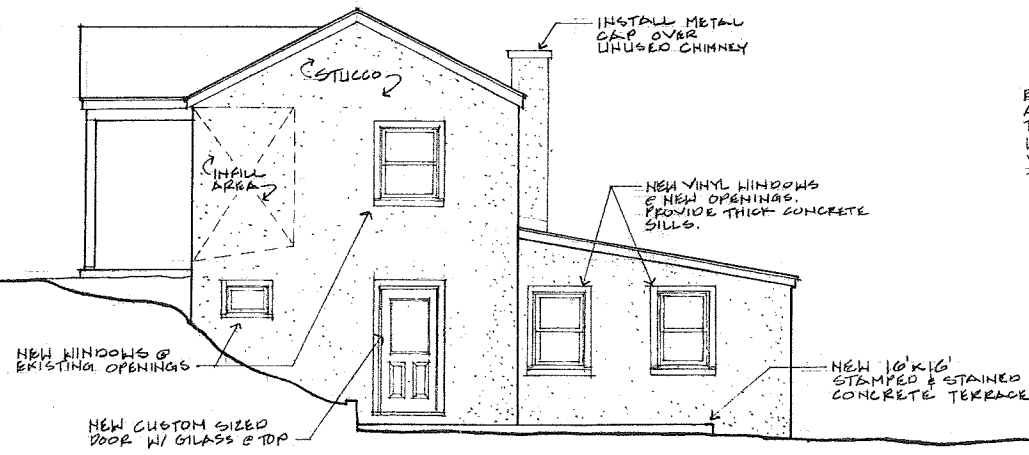 INSTALL METAL
CAP OVER
UNUSED CHIMNEY
STUCCO
INFILL
AREA
NEW VINYL WINDOWS
@ NEW OPENINGS.
PROVIDE THICK CONCRETE
SILLS.
NEW WINDOWS @
EXISTING OPENINGS
NEW 16'x16'
STAMPED & STAINED
CONCRETE TERRACE
NEW CUSTOM SIZED
DOOR W/ GLASS @ TOP